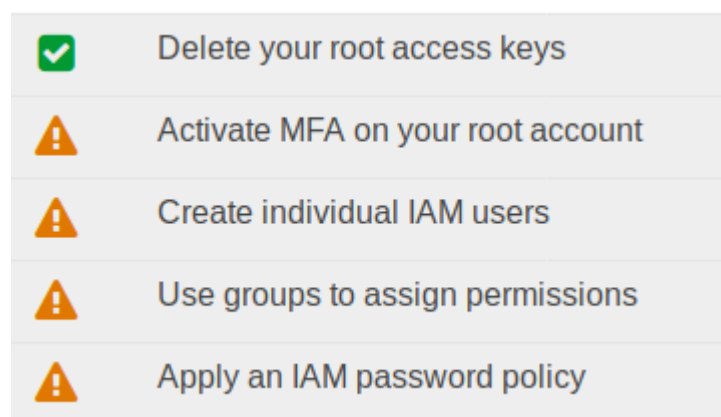 Delete your root access keys
Activate MFA on your root account
Create individual IAM users
Use groups to assign permissions
Apply an IAM password policy